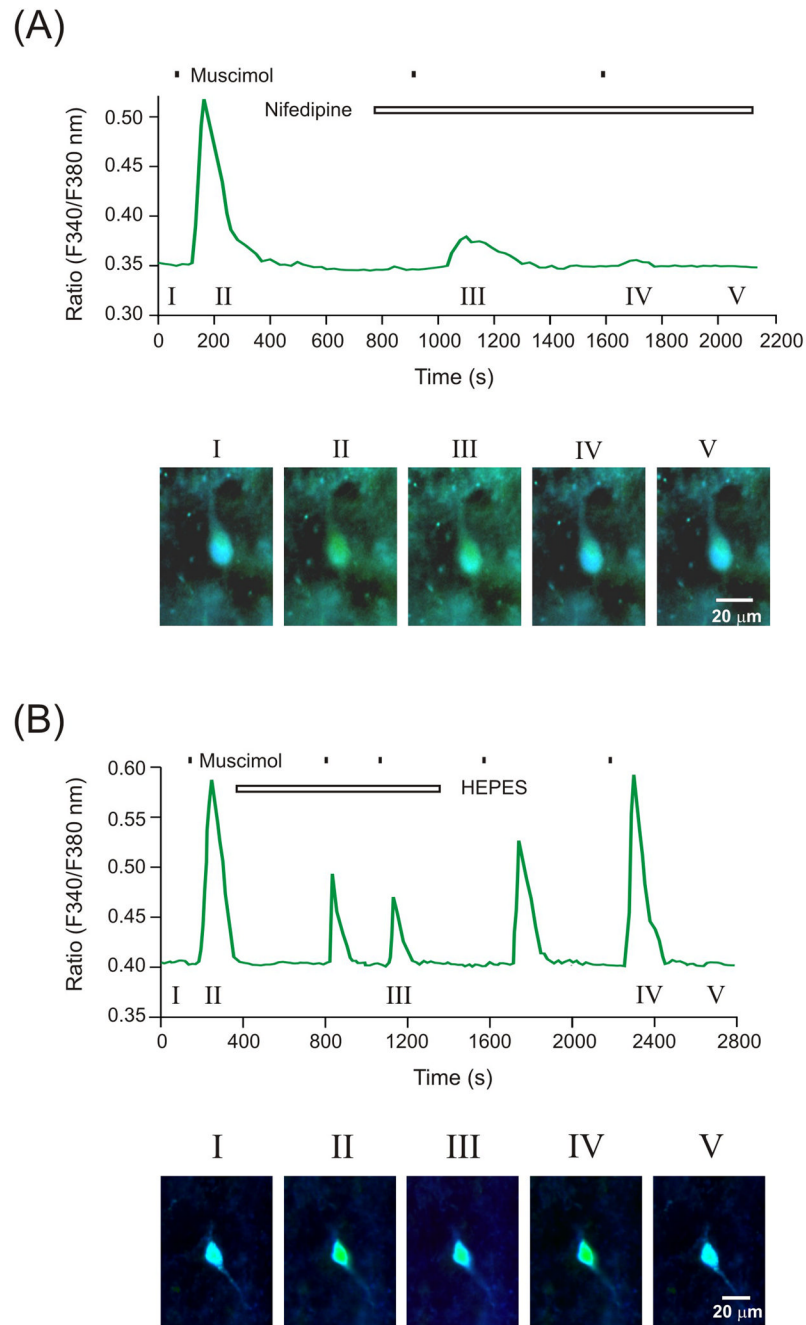 (A)
Muscimol
Nifedipine
Ratio (F340/F380 nm)
0.50
0.45
0.40
0.35
0.30
I II III IV V
0 200 400 600 800 1000 1200 1400 1600 1800 2000 2200
Time (s)
I II III IV V
20 μm
(B)
Muscimol
HEPES
Ratio (F340/F380 nm)
0.60
0.55
0.50
0.45
0.40
0.35
I II III IV V
0 400 800 1200 1600 2000 2400 2800
Time (s)
I II III IV V
20 μm